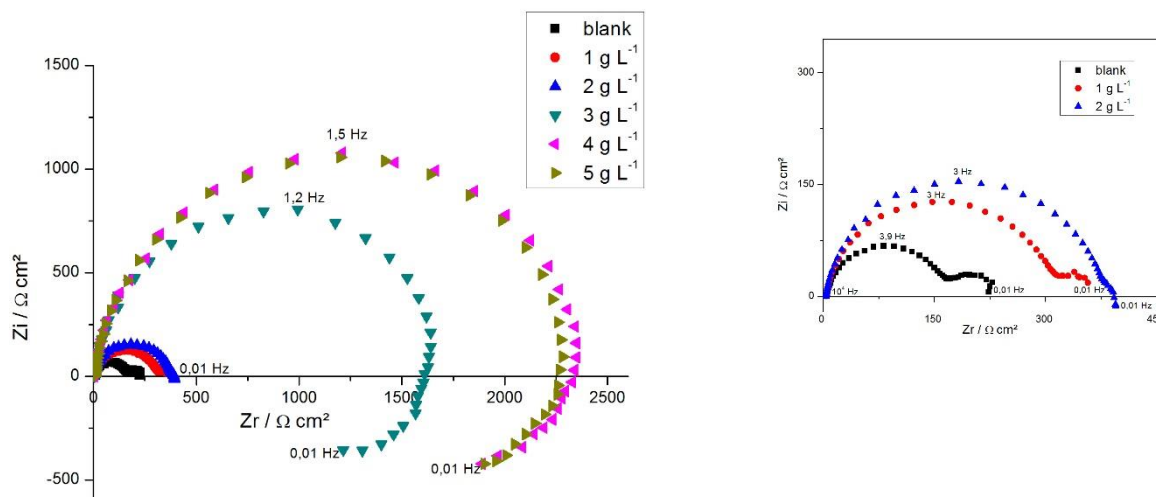 blank
1 g L⁻¹
2 g L⁻¹
3 g L⁻¹
4 g L⁻¹
5 g L⁻¹
1500
1000
500
0
-500
Zi / Ω cm²
1,5 Hz
1,2 Hz
0,01 Hz
0,01 Hz
0,01 Hz
0 500 1000 1500 2000 2500
Zr / Ω cm²
blank
1 g L⁻¹
2 g L⁻¹
300
150
0
Zi / Ω cm²
3 Hz
3 Hz
3,9 Hz
10⁴ Hz
0,01 Hz
0,01 Hz
0,01 Hz
0 150 300 45
Zr / Ω cm²